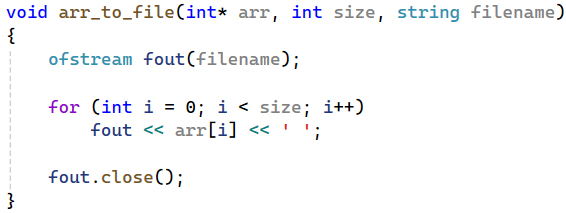 void arr_to_file(int* arr, int size, string filename)
{
    ofstream fout(filename);

    for (int i = 0; i < size; i++)
        fout << arr[i] << ' ';

    fout.close();
}